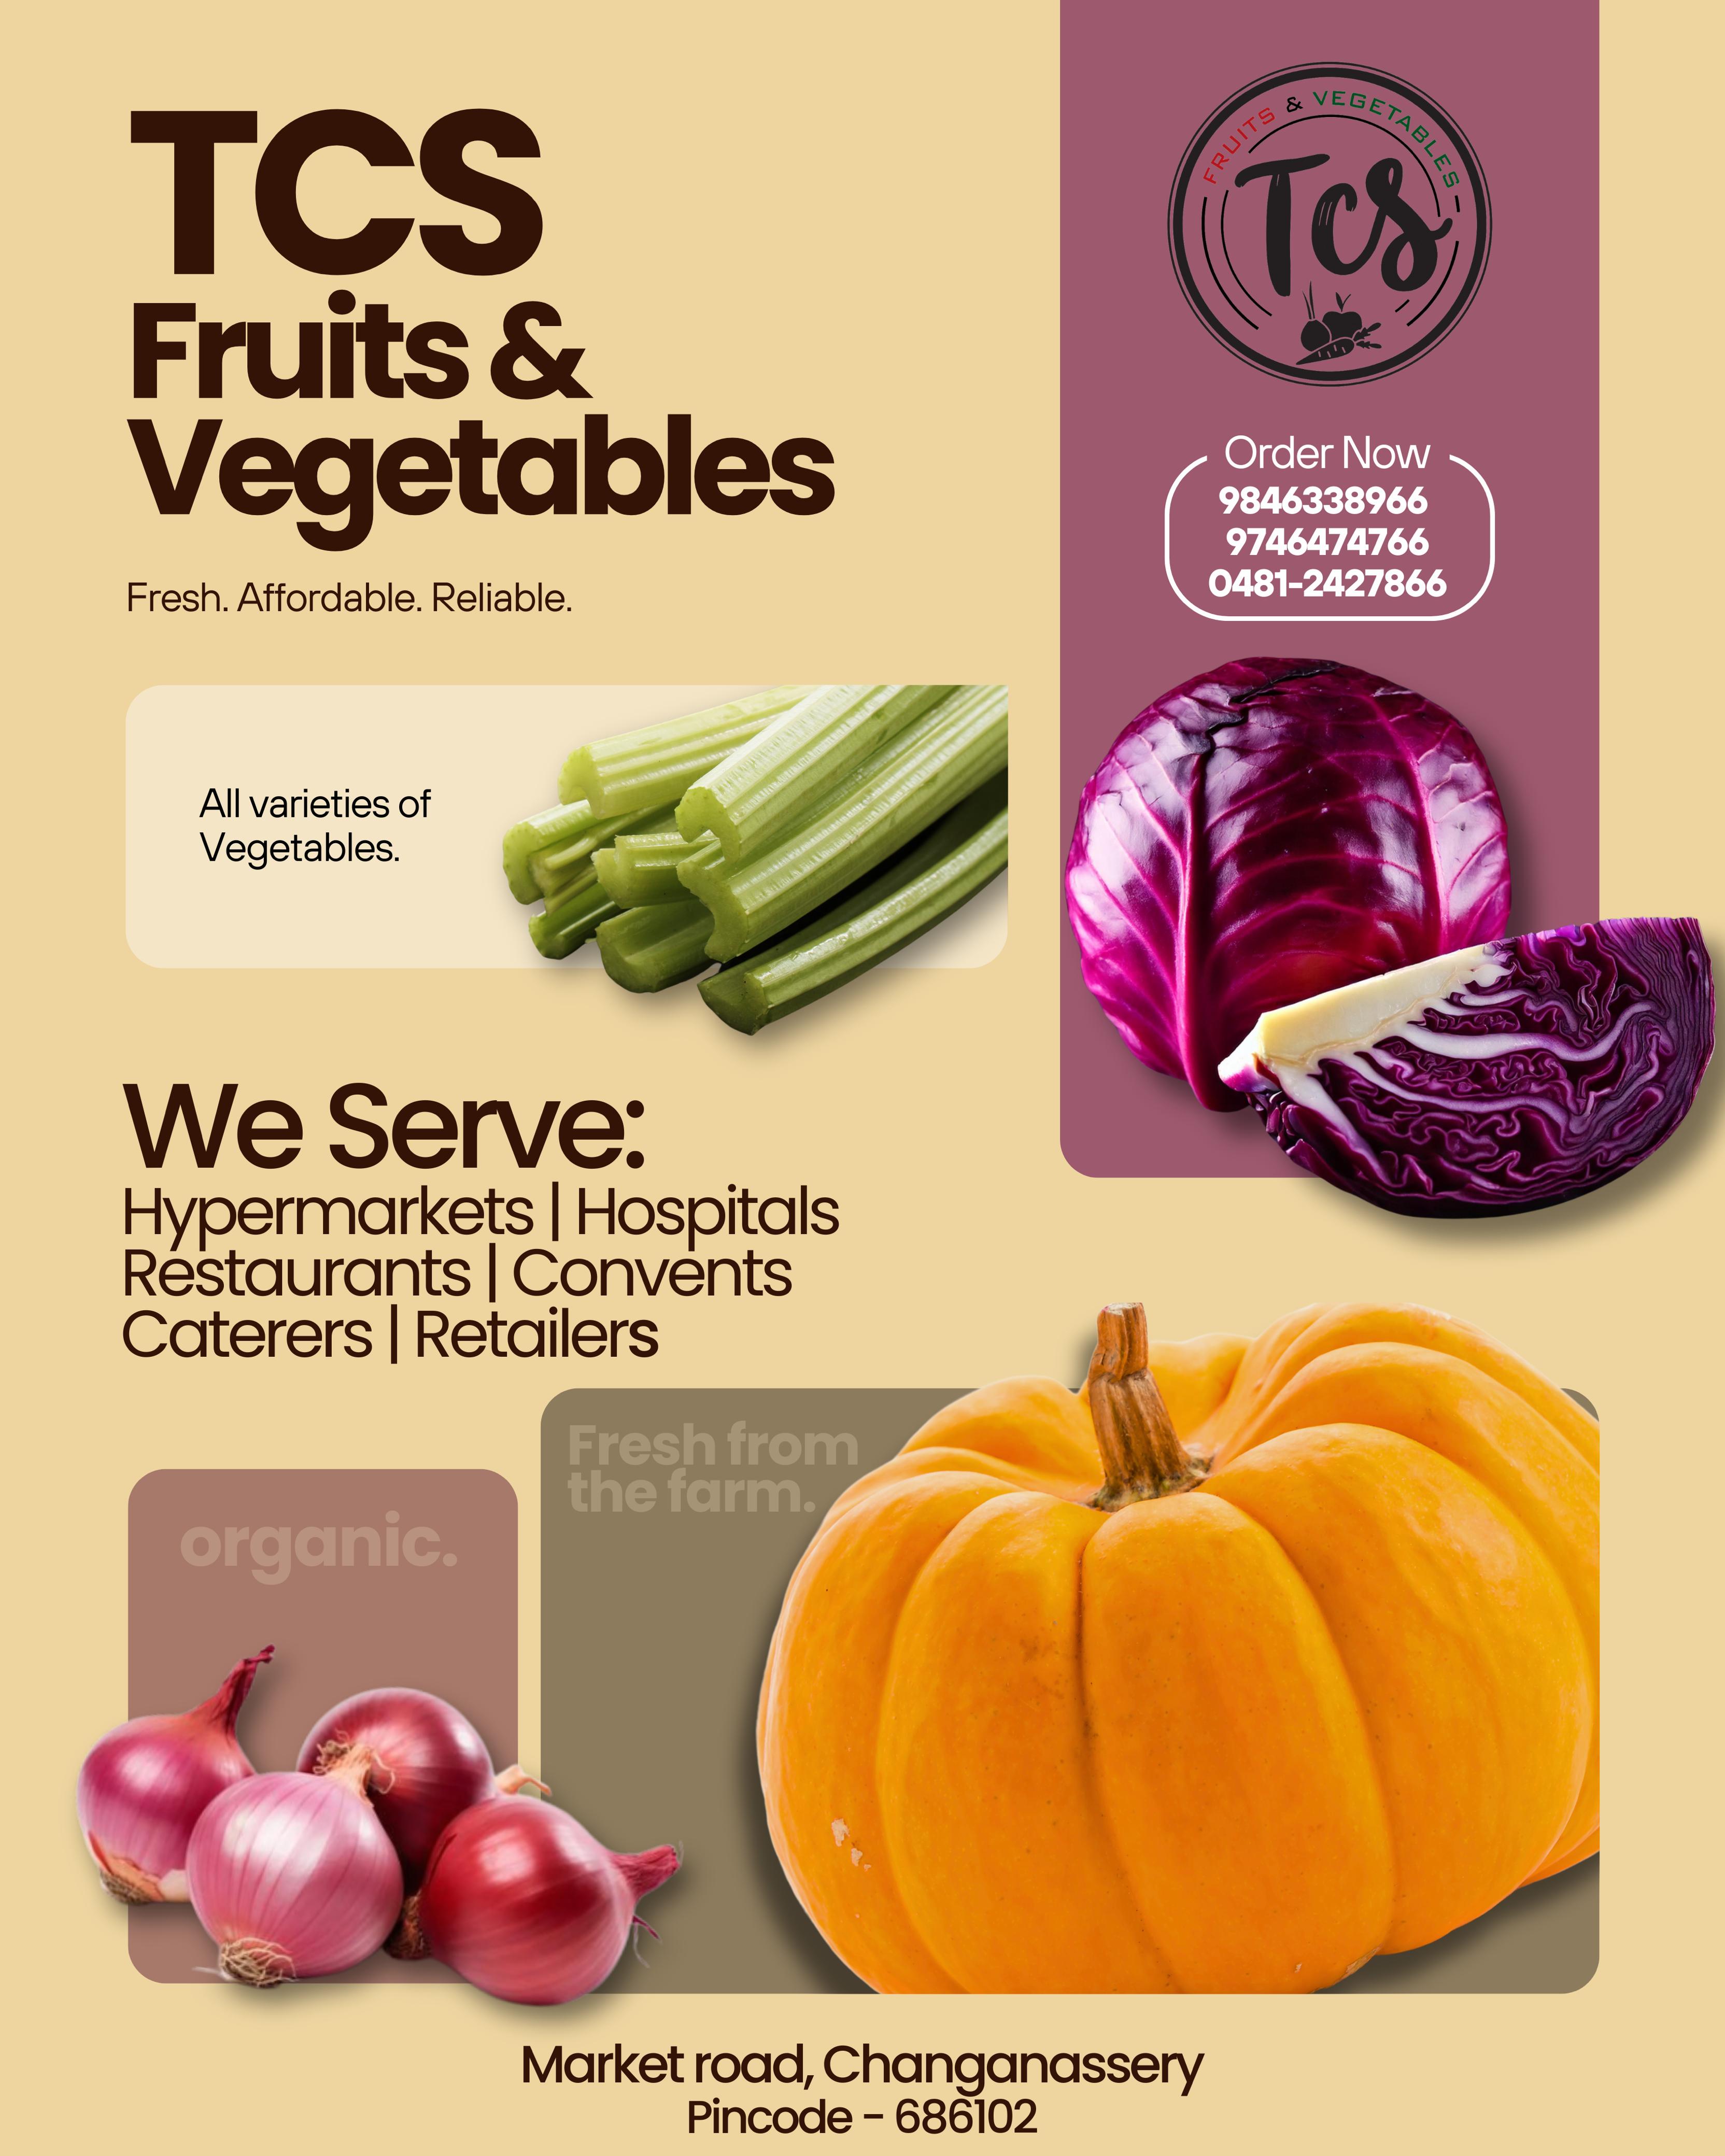 TCS
Fruits &
Vegetables
Fresh. Affordable. Reliable.
FRUITS & VEGETABLES
Tcs
Order Now
9846338966
9746474766
0481-2427866
All varieties of
Vegetables.
We Serve:
Hypermarkets | Hospitals
Restaurants | Convents
Caterers | Retailers
Fresh from
the farm.
organic.
Market road, Changanassery
Pincode - 686102